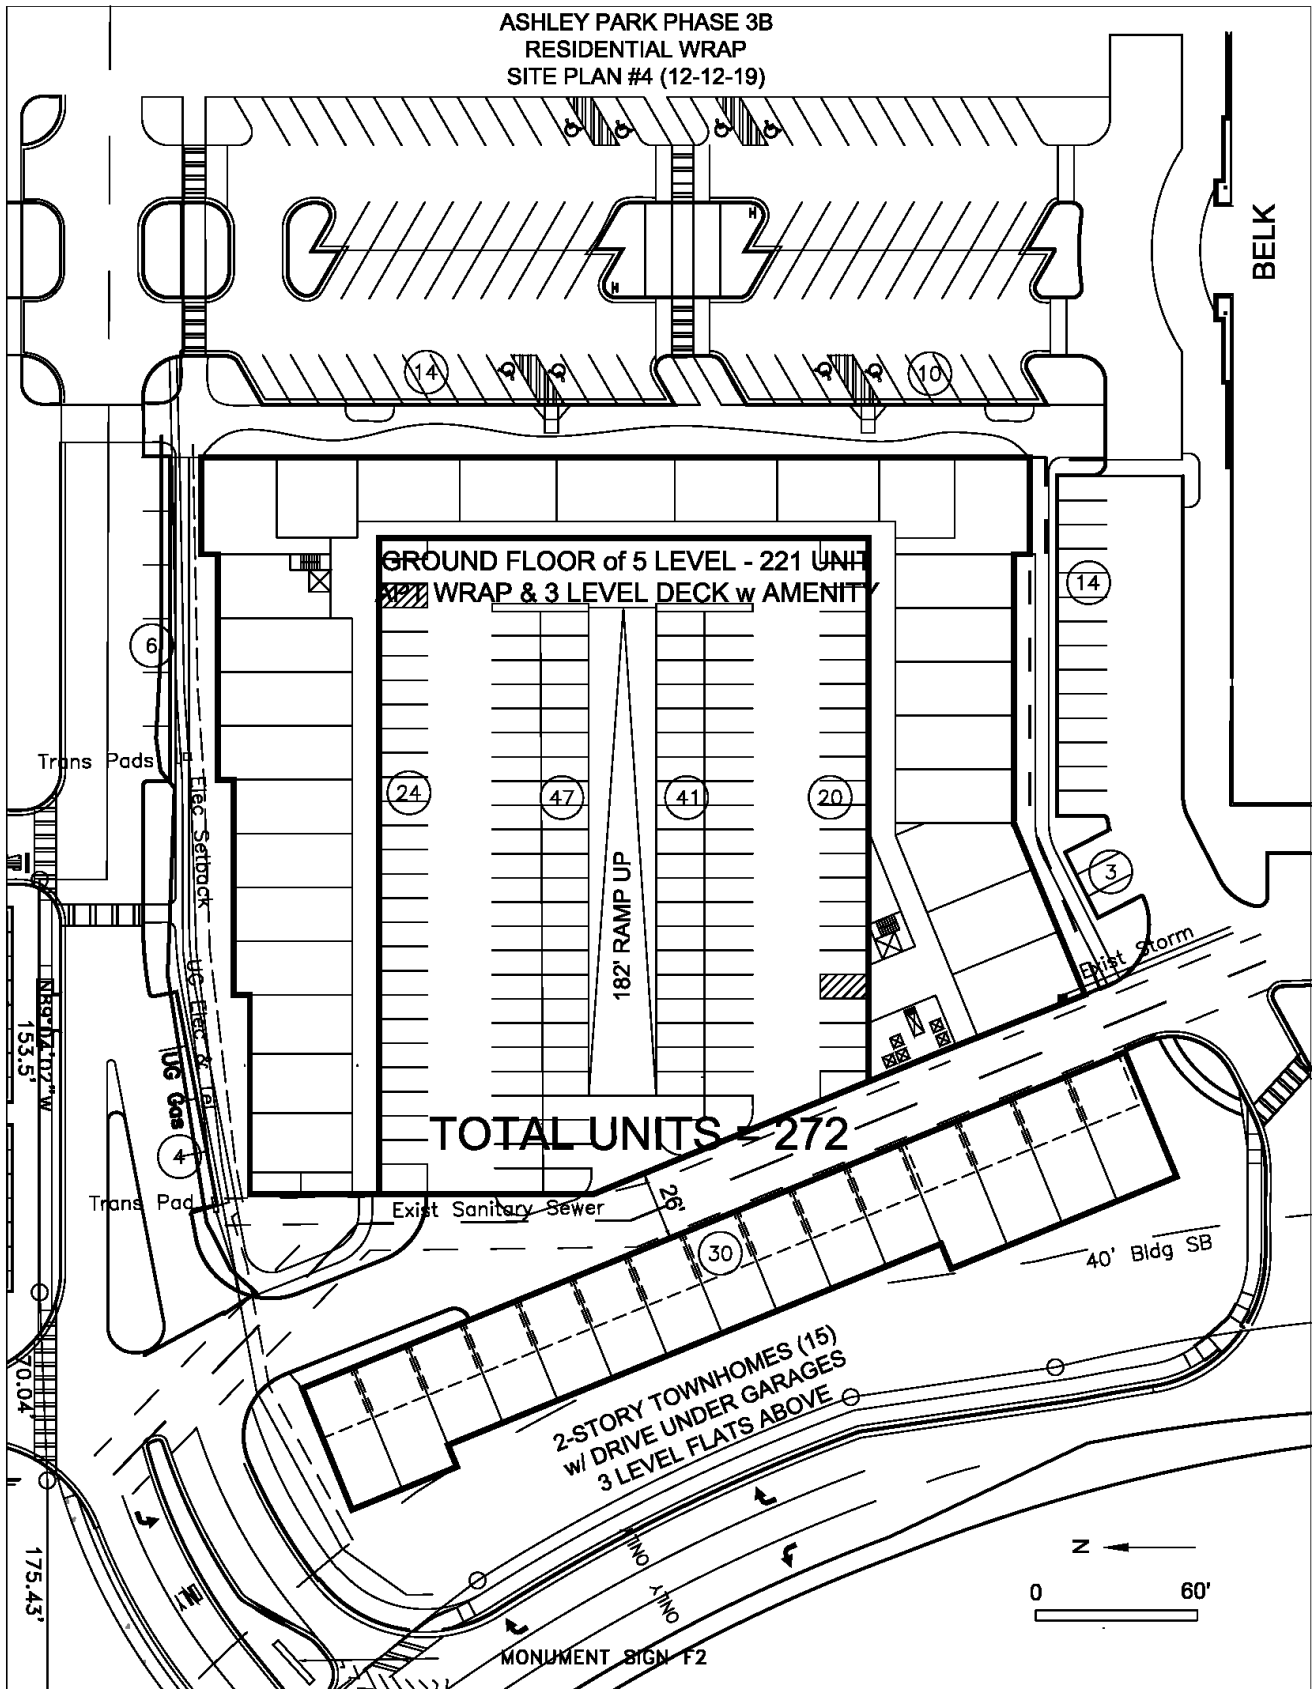 ASHLEY PARK PHASE 3B
RESIDENTIAL WRAP
SITE PLAN #4 (12-12-19)
BELK
H
H
14
10
GROUND FLOOR of 5 LEVEL - 221 UNIT
APT WRAP & 3 LEVEL DECK w AMENITY
14
6
Trans Pads
24
47
41
20
Elec Setback
182' RAMP UP
3
Exist Storm
UG Elec & Tel
N89°04'02"W
153.5'
UG Gas
TOTAL UNITS = 272
4
Trans Pad
Exist Sanitary Sewer
26'
30
40' Bldg SB
2-STORY TOWNHOMES (15)
w/ DRIVE UNDER GARAGES
3 LEVEL FLATS ABOVE
70.04'
175.43'
ONLY
ONLY
ONLY
N
0 60'
MONUMENT SIGN F2